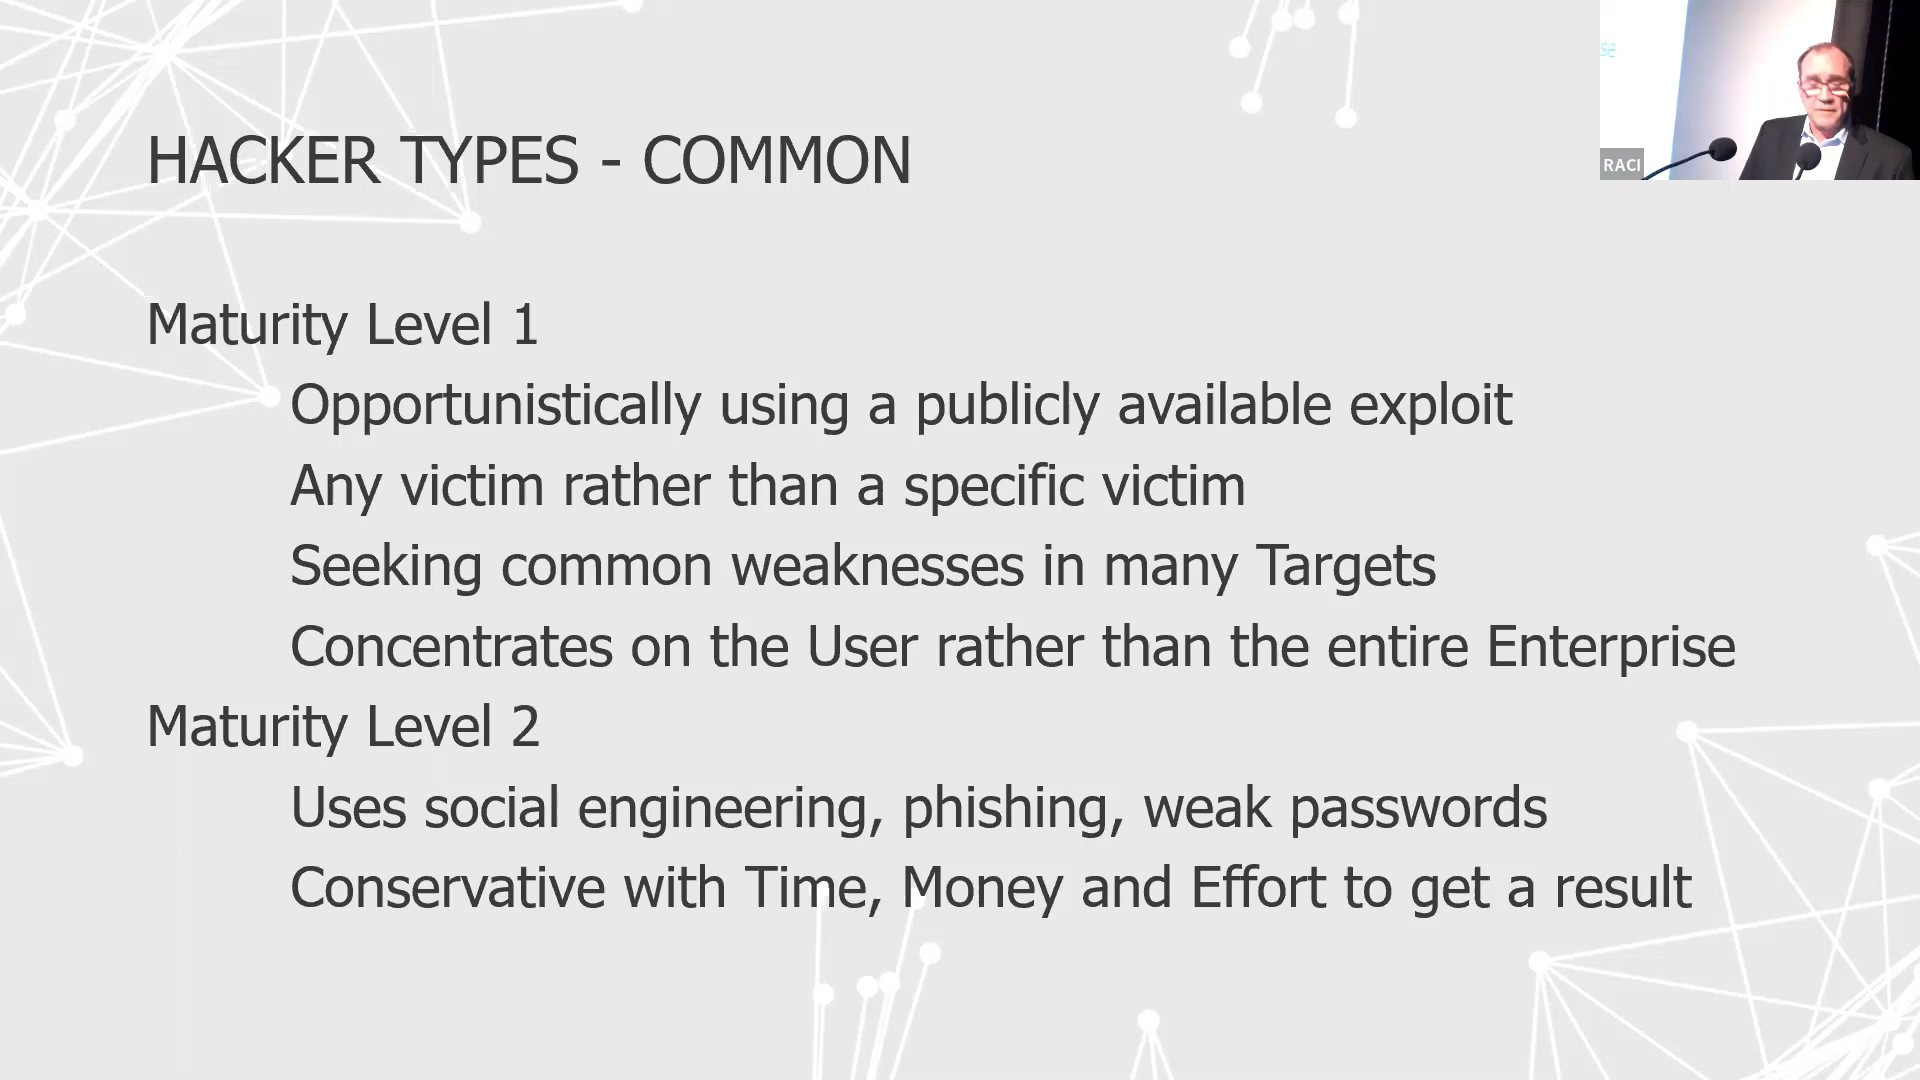 HACKER TYPES - COMMON
Maturity Level 1
Opportunistically using a publicly available exploit
Any victim rather than a specific victim
Seeking common weaknesses in many Targets
Concentrates on the User rather than the entire Enterprise
Maturity Level 2
Uses social engineering, phishing, weak passwords
Conservative with Time, Money and Effort to get a result
se
RACI